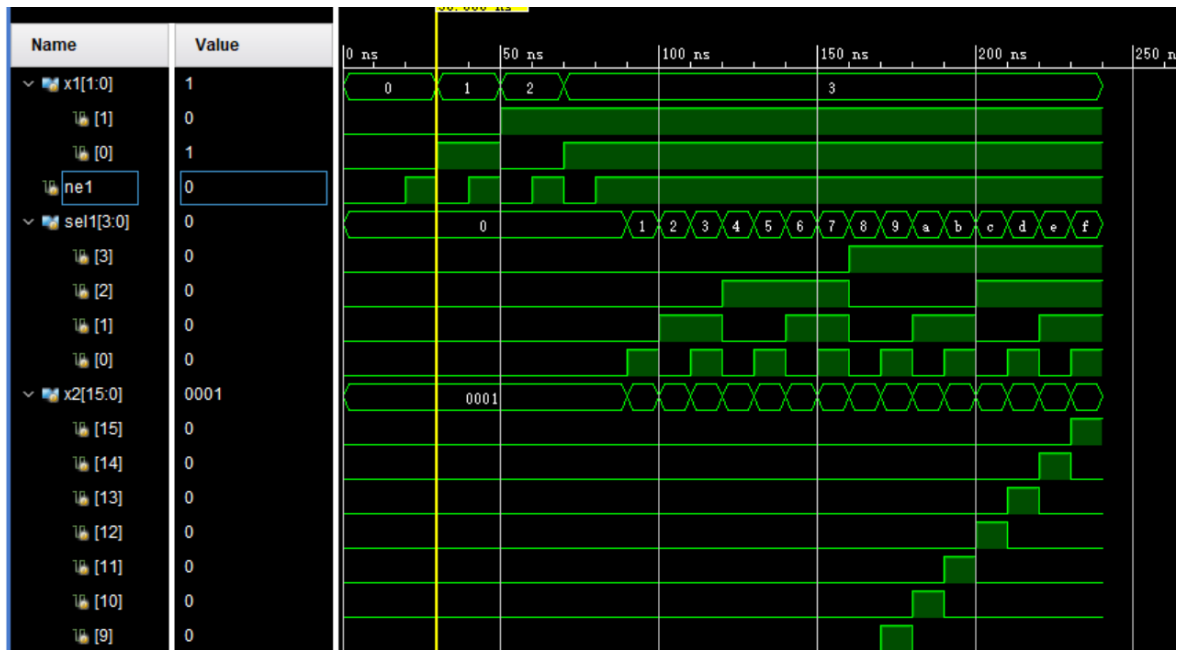 Name Value 0 ns 50 ns 100 ns 150 ns 200 ns 250 n
x1[1:0] 1 0 1 2 3
[1] 0
[0] 1
ne1 0
sel1[3:0] 0 0 1 2 3 4 5 6 7 8 9 a b c d e f
[3] 0
[2] 0
[1] 0
[0] 0
x2[15:0] 0001 0001
[15] 0
[14] 0
[13] 0
[12] 0
[11] 0
[10] 0
[9] 0